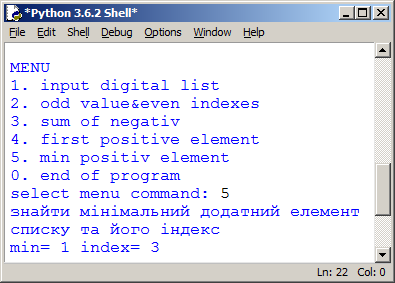 *Python 3.6.2 Shell*
File Edit Shell Debug Options Window Help
MENU
1. input digital list
2. odd value&even indexes
3. sum of negativ
4. first positive element
5. min positiv element
0. end of program
select menu command: 5
знайти мінімальний додатний елемент
списку та його індекс
min= 1 index= 3
Ln: 22 Col: 0